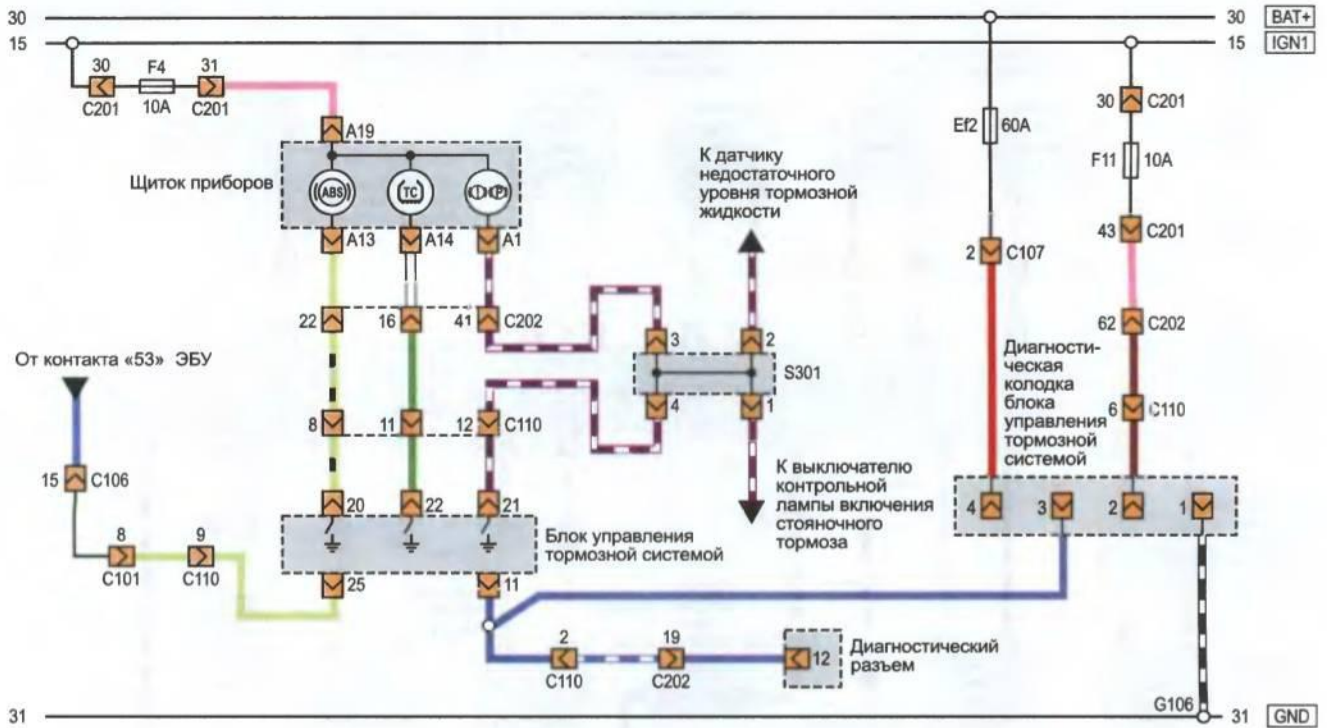 30
30 BAT+
15
15 IGN1
30 F4 31
C201 10A C201
A19
Щиток приборов
ABS TC P
A13 A14 A1
22 16 41 C202
От контакта «53» ЭБУ
15 C106
8 9
C101 C110
8 11 12 C110
20 22 21
Блок управления
тормозной системой
25 11
К датчику
недостаточного
уровня тормозной
жидкости
3 2
S301
4 1
К выключателю
контрольной
лампы включения
стояночного
тормоза
2 19
C110 C202
12
Диагностический
разъем
Ef2 60A
2 C107
30 C201
F11 10A
43 C201
62 C202
6 C110
Диагности-
ческая
колодка
блока
управления
тормозной
системой
4 3 2 1
G106
31
31 GND